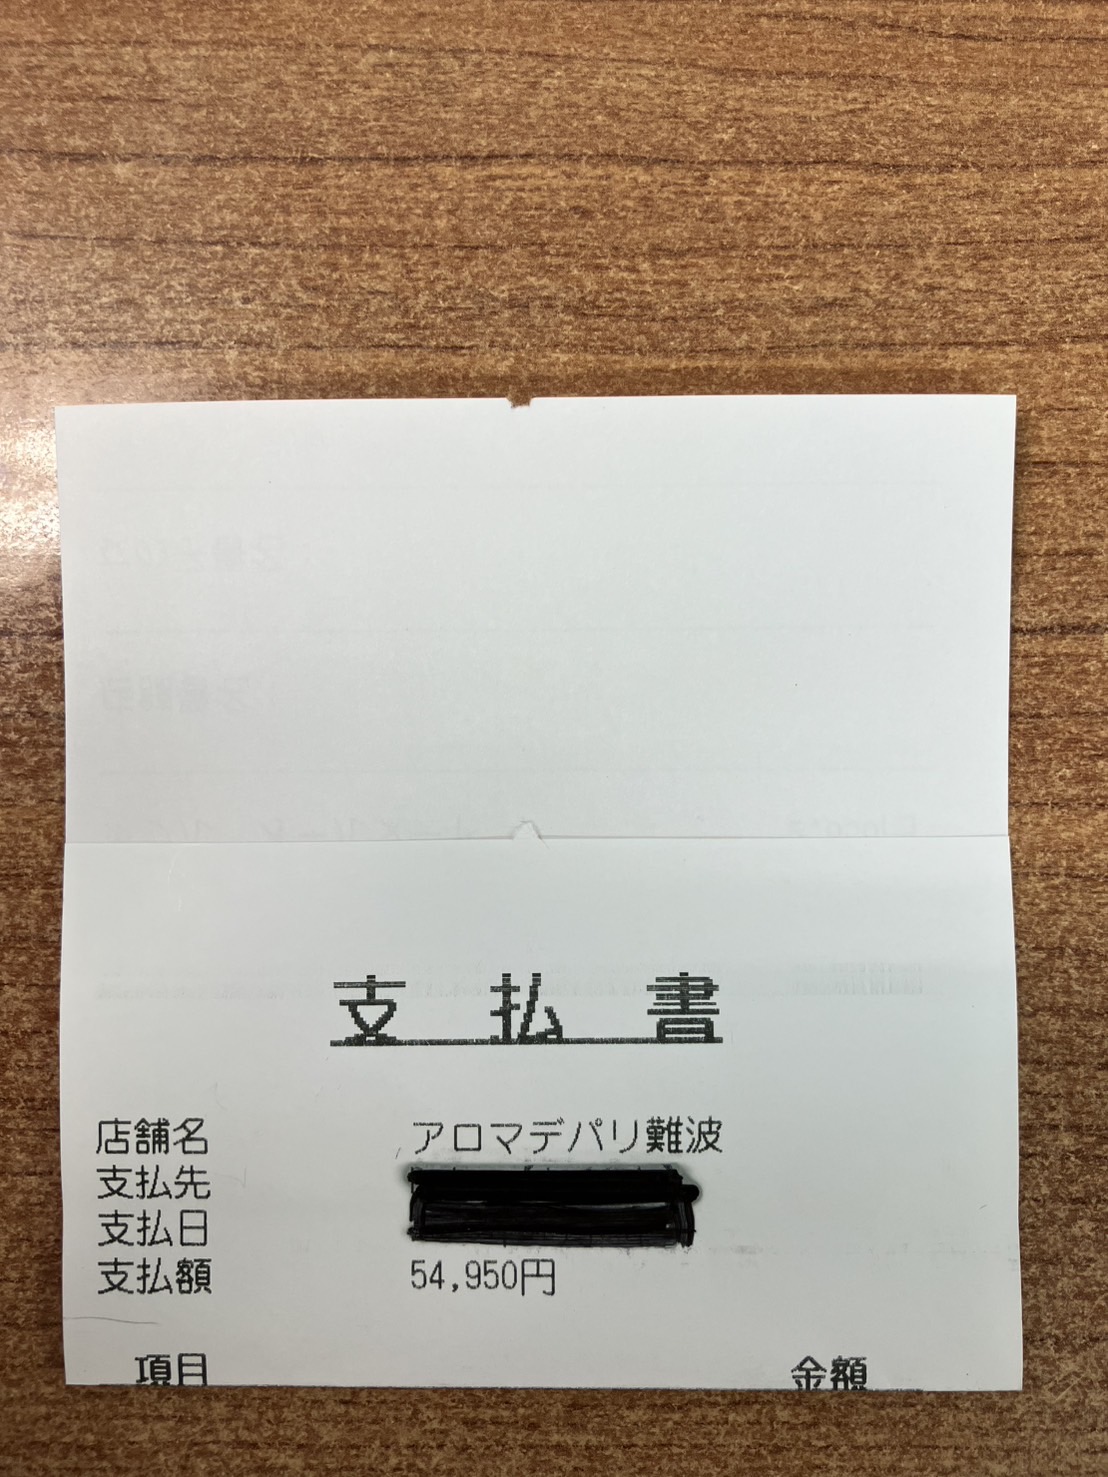 支払書
店舗名 アロマデパリ難波
支払先
支払日
支払額 54,950円
項目 金額